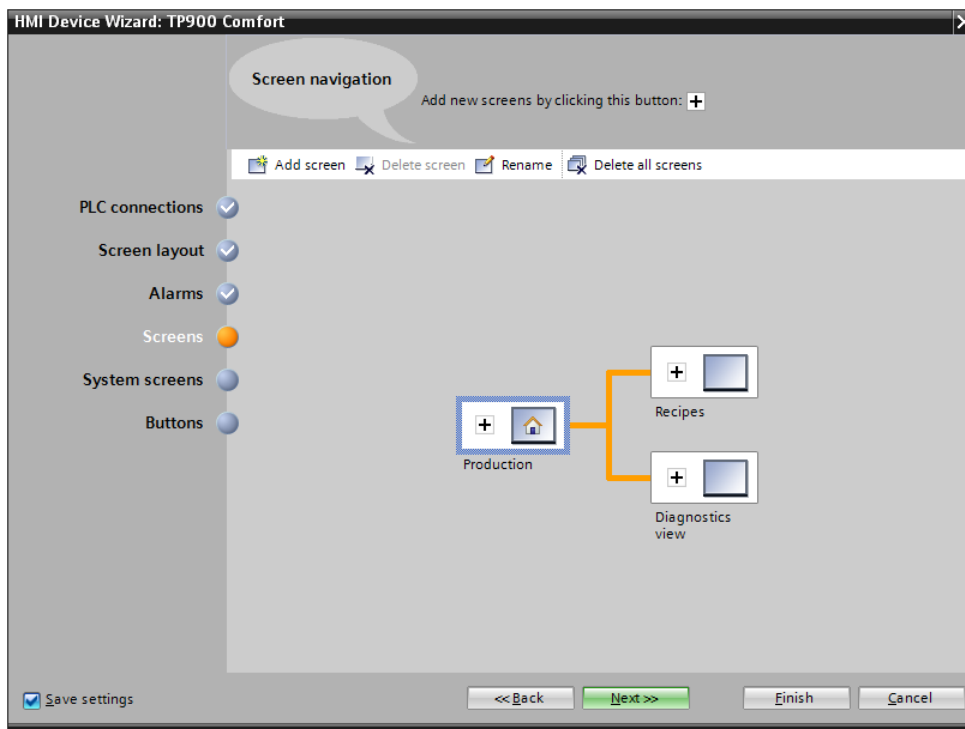 HMI Device Wizard: TP900 Comfort
Screen navigation
Add new screens by clicking this button:
Add screen Delete screen Rename Delete all screens
PLC connections
Screen layout
Alarms
Screens
System screens
Buttons
Recipes
Production
Diagnostics
view
Save settings
<<Back Next>> Finish Cancel